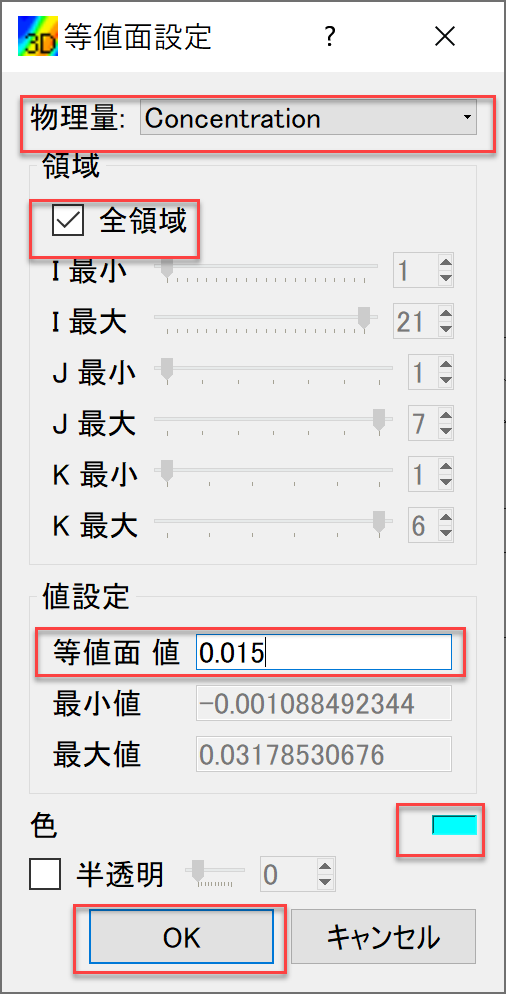 3D 等値面設定 ?
物理量: Concentration
領域
全領域
I 最小 1
I 最大 21
J 最小 1
J 最大 7
K 最小 1
K 最大 6
値設定
等値面 値 0.015
最小値 -0.001088492344
最大値 0.03178530676
色
半透明 0
OK キャンセル